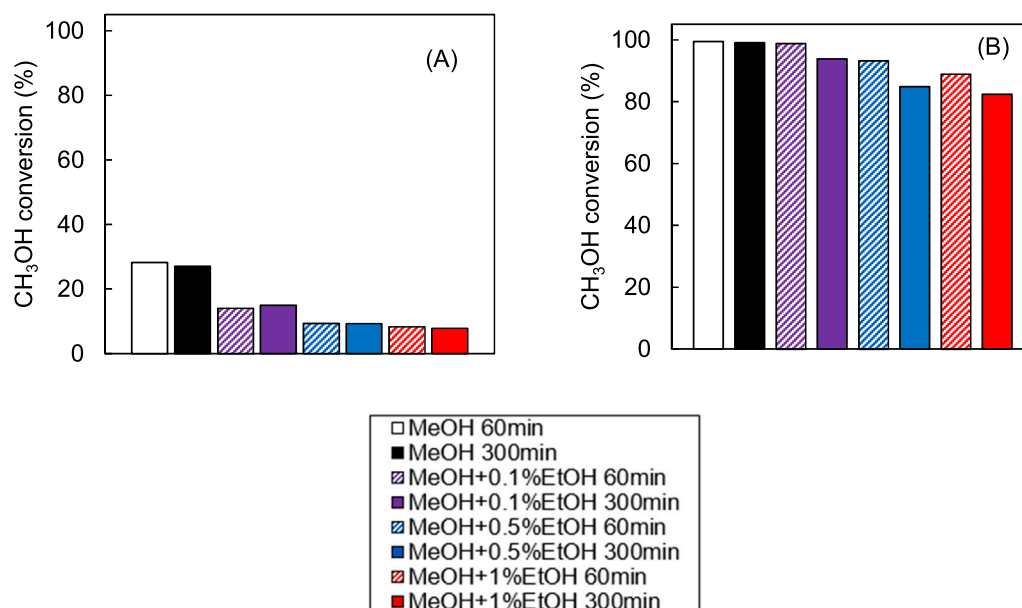 100
80
60
40
20
0
CH₃OH conversion (%)
(A)
100
80
60
40
20
0
CH₃OH conversion (%)
(B)
MeOH 60min
MeOH 300min
MeOH+0.1%EtOH 60min
MeOH+0.1%EtOH 300min
MeOH+0.5%EtOH 60min
MeOH+0.5%EtOH 300min
MeOH+1%EtOH 60min
MeOH+1%EtOH 300min